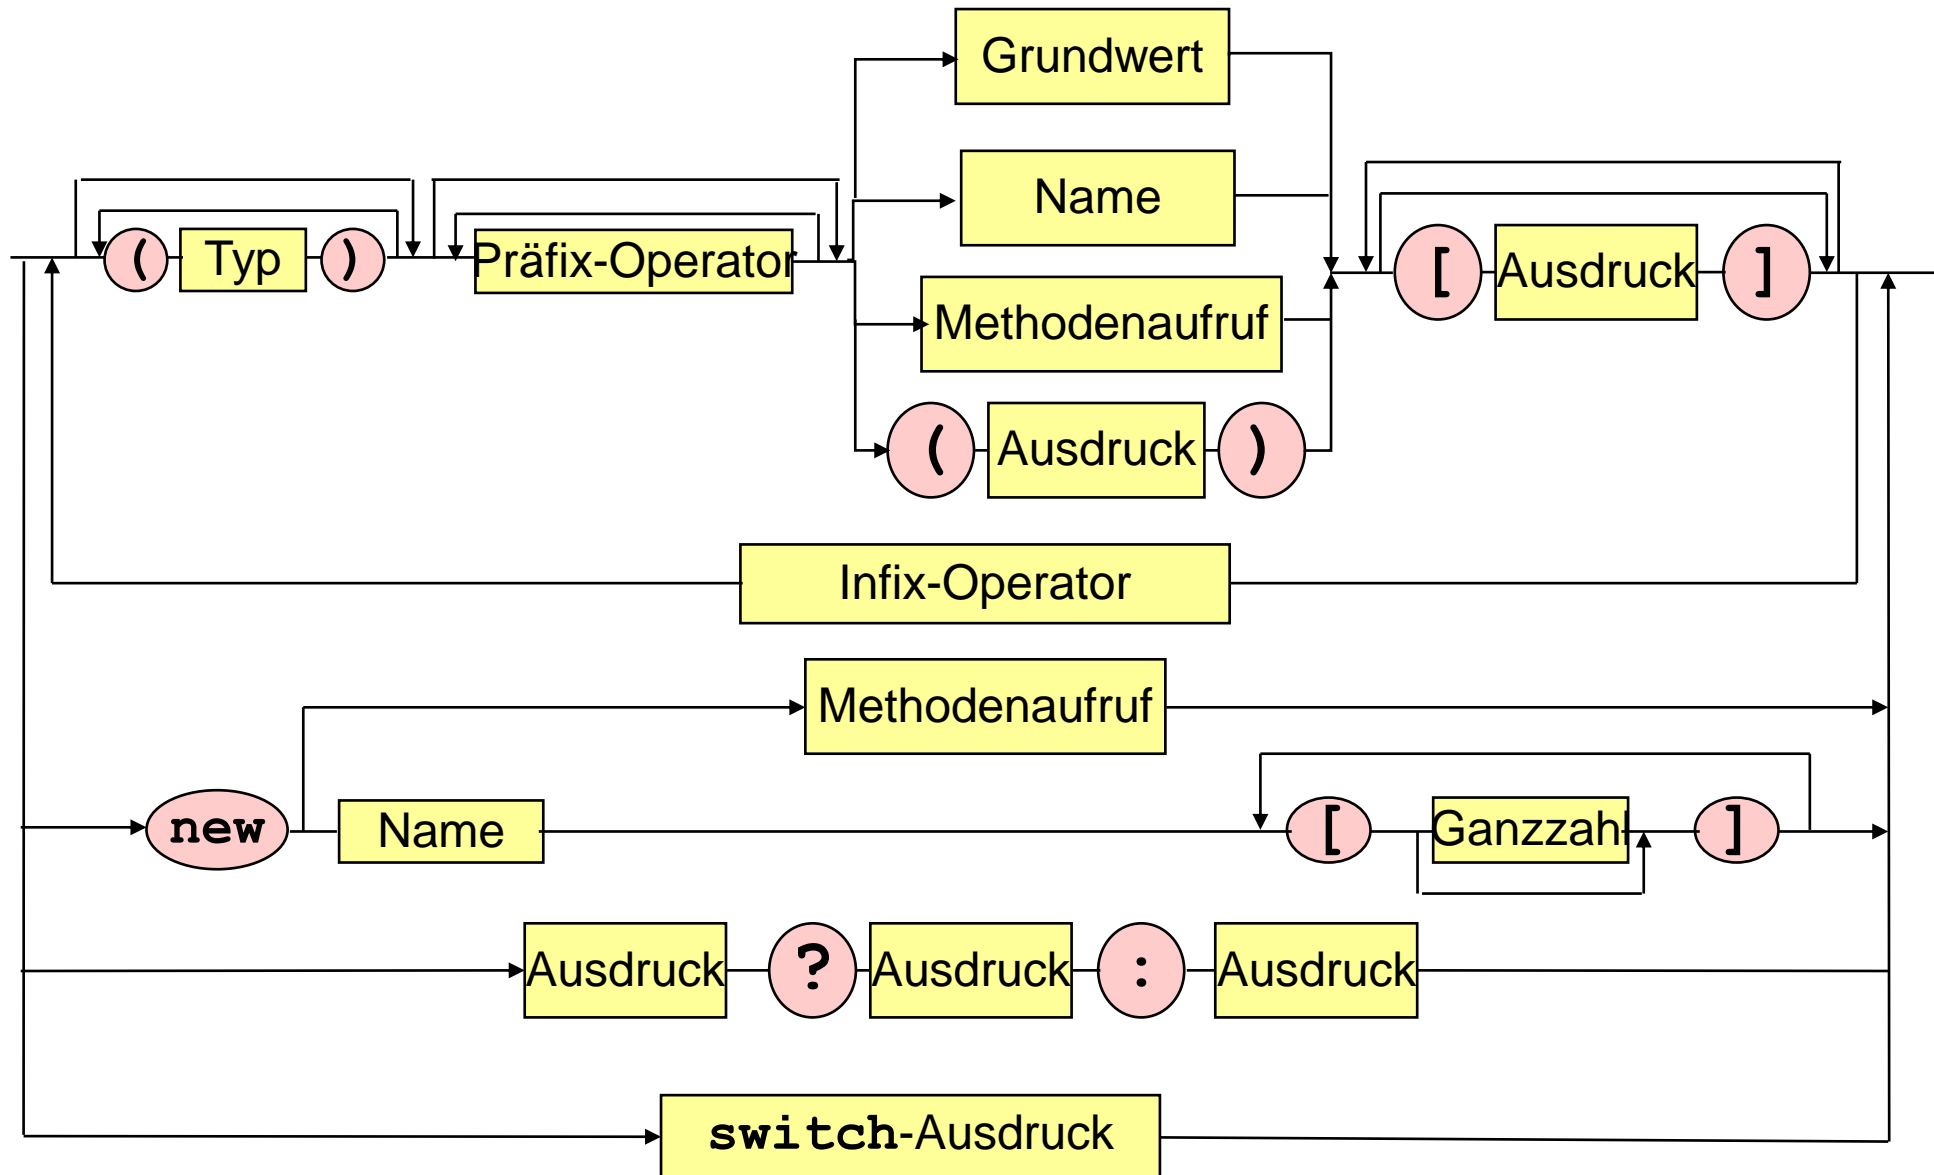 Grundwert
Name
( Typ ) Präfix-Operator
Methodenaufruf
[ Ausdruck ]
( Ausdruck )
Infix-Operator
Methodenaufruf
new Name [ Ganzzahl ]
Ausdruck ? Ausdruck : Ausdruck
switch-Ausdruck